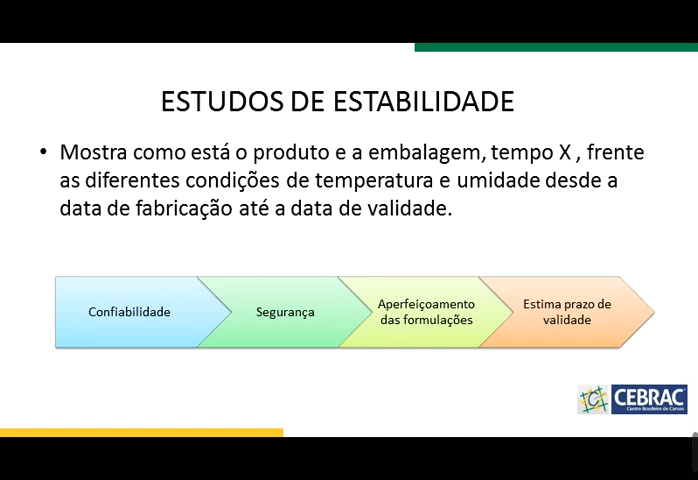 ESTUDOS DE ESTABILIDADE
• Mostra como está o produto e a embalagem, tempo X , frente
as diferentes condições de temperatura e umidade desde a
data de fabricação até a data de validade.
Confiabilidade
Segurança
Aperfeiçoamento
das formulações
Estima prazo de
validade
CEBRAC
Centro Brasileiro de Cursos